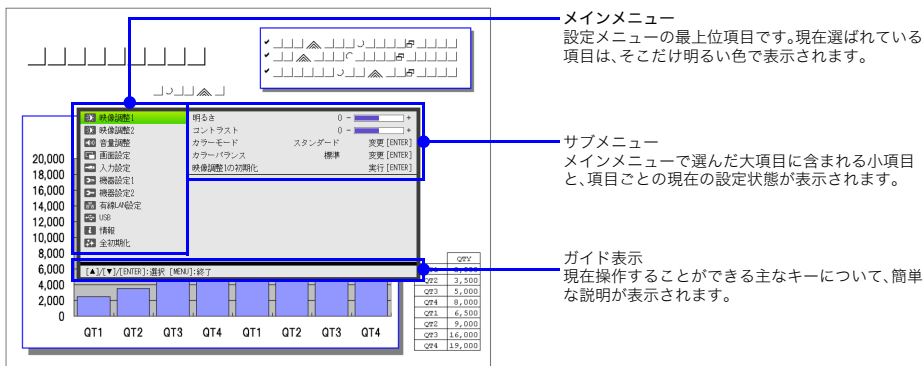 メインメニュー
設定メニューの最上位項目です。現在選ばれている
項目は、そこだけ明るい色で表示されます。
サブメニュー
メインメニューで選んだ大項目に含まれる小項目
と、項目ごとの現在の設定状態が表示されます。
ガイド表示
現在操作することができる主なキーについて、簡単
な説明が表示されます。
映像調整1
映像調整2
音量調整
画面設定
入力設定
機器設定1
機器設定2
有線LAN設定
USB
情報
全初期化
明るさ 0 - +
コントラスト 0 - +
カラーモード スタンダード 変更 [ENTER]
カラーバランス 標準 変更 [ENTER]
映像調整1の初期化 実行 [ENTER]
[▲]/[▼]/[ENTER]:選択 [MENU]:終了
20,000
18,000
16,000
14,000
12,000
10,000
8,000
6,000
4,000
2,000
0
QT1 QT2 QT3 QT4 QT1 QT2 QT3 QT4
QTY
QT2 3,500
QT3 5,000
QT4 8,000
QT1 6,500
QT2 9,000
QT3 16,000
QT4 19,000